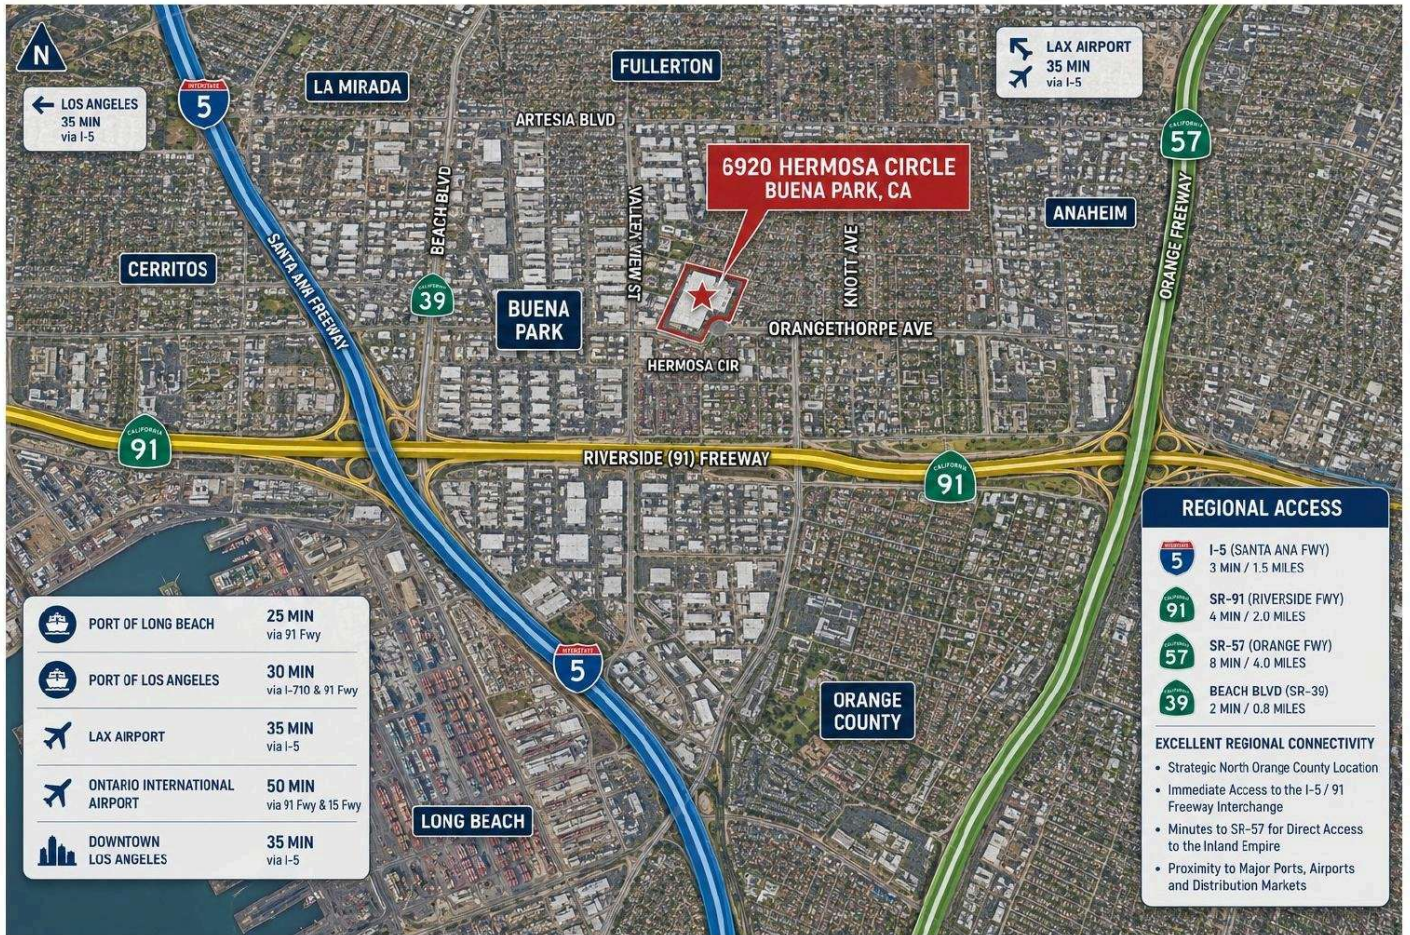 N
LOS ANGELES
35 MIN
via I-5
INTERSTATE
5
LA MIRADA
FULLERTON
LAX AIRPORT
35 MIN
via I-5
CALIFORNIA
57
ARTESIA BLVD
6920 HERMOSA CIRCLE
BUENA PARK, CA
ANAHEIM
BEACH BLVD
VALLEY VIEW ST
KNOTT AVE
ORANGE FREEWAY
SANTA ANA FREEWAY
CERRITOS
CALIFORNIA
39
BUENA
PARK
ORANGETHORPE AVE
HERMOSA CIR
CALIFORNIA
91
RIVERSIDE (91) FREEWAY
CALIFORNIA
91
INTERSTATE
5
ORANGE
COUNTY
LONG BEACH
PORT OF LONG BEACH
25 MIN
via 91 Fwy
PORT OF LOS ANGELES
30 MIN
via I-710 & 91 Fwy
LAX AIRPORT
35 MIN
via I-5
ONTARIO INTERNATIONAL
AIRPORT
50 MIN
via 91 Fwy & 15 Fwy
DOWNTOWN
LOS ANGELES
35 MIN
via I-5
REGIONAL ACCESS
INTERSTATE
5
I-5 (SANTA ANA FWY)
3 MIN / 1.5 MILES
CALIFORNIA
91
SR-91 (RIVERSIDE FWY)
4 MIN / 2.0 MILES
CALIFORNIA
57
SR-57 (ORANGE FWY)
8 MIN / 4.0 MILES
CALIFORNIA
39
BEACH BLVD (SR-39)
2 MIN / 0.8 MILES
EXCELLENT REGIONAL CONNECTIVITY
• Strategic North Orange County Location
• Immediate Access to the I-5 / 91
Freeway Interchange
• Minutes to SR-57 for Direct Access
to the Inland Empire
• Proximity to Major Ports, Airports
and Distribution Markets